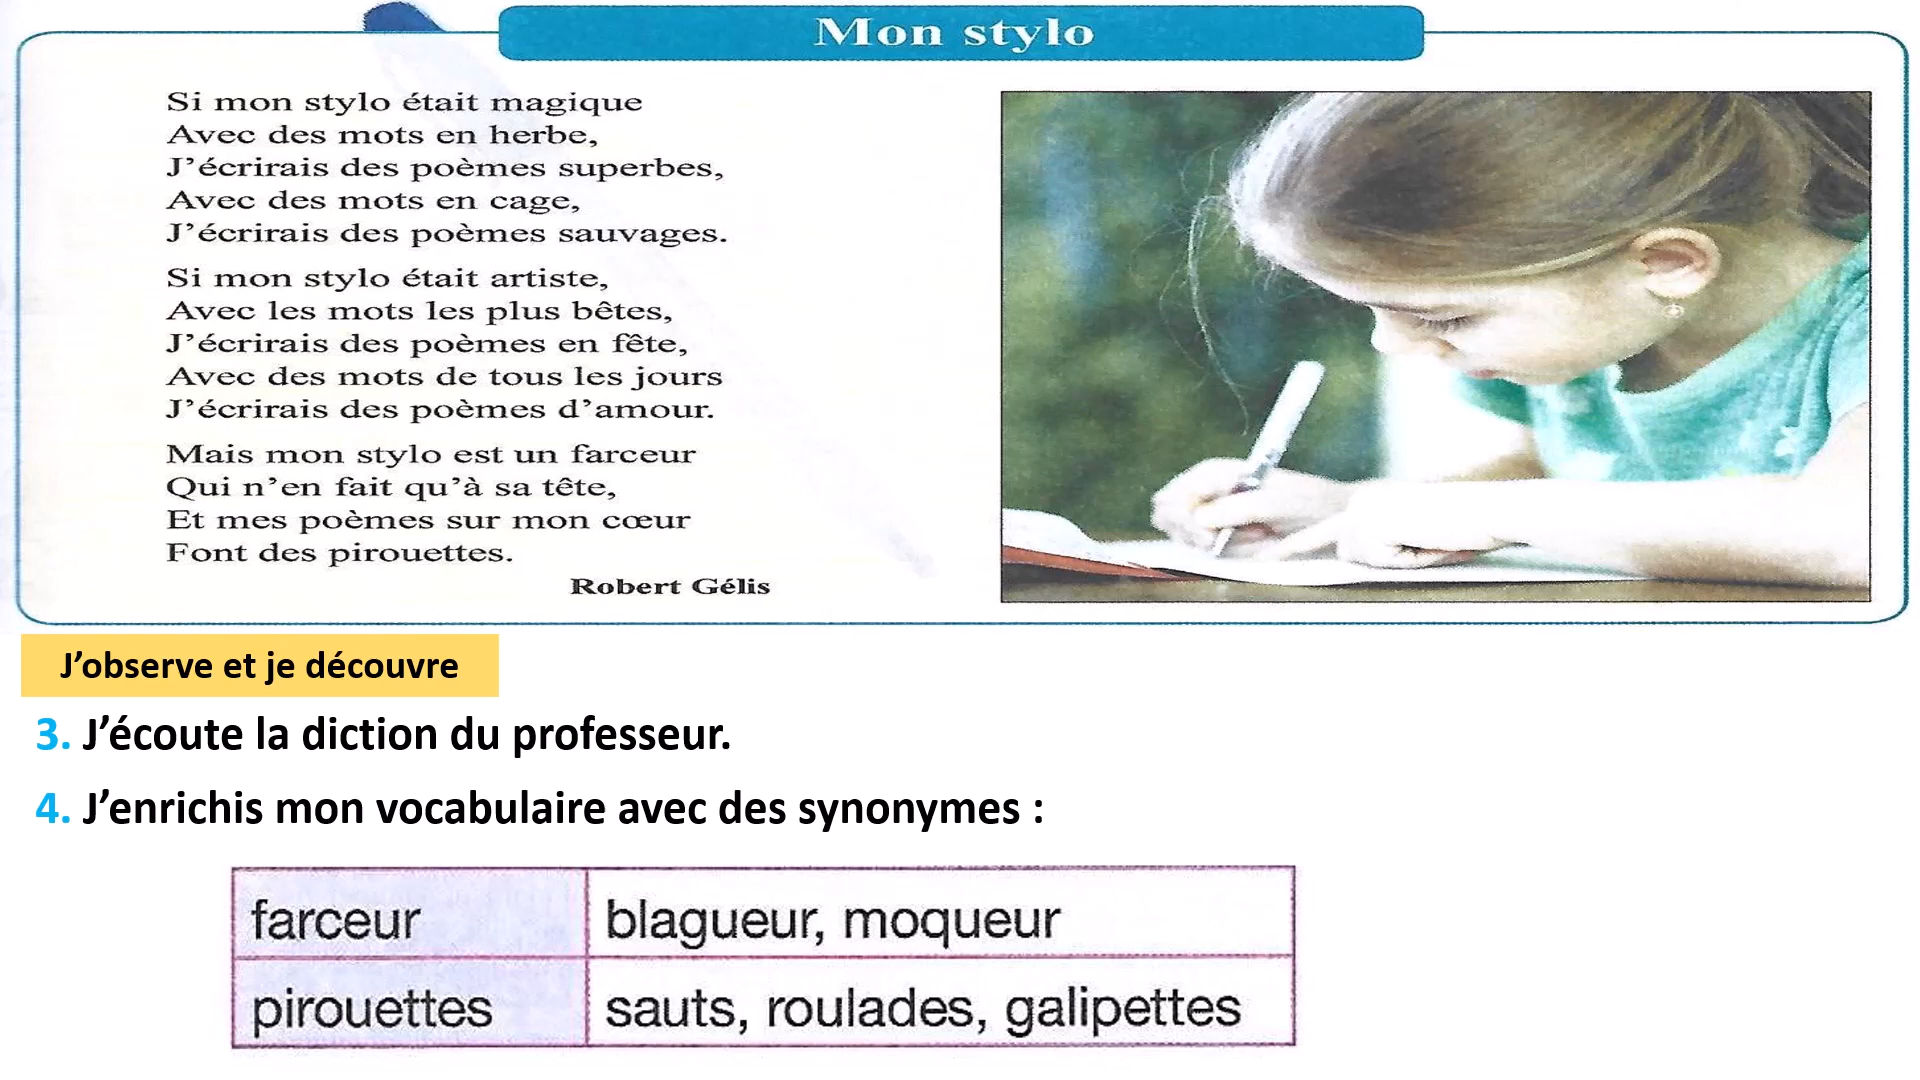 Mon stylo
Si mon stylo était magique
Avec des mots en herbe,
J'écrirais des poèmes superbes,
Avec des mots en cage,
J'écrirais des poèmes sauvages.
Si mon stylo était artiste,
Avec les mots les plus bêtes,
J'écrirais des poèmes en fête,
Avec des mots de tous les jours
J'écrirais des poèmes d'amour.
Mais mon stylo est un farceur
Qui n'en fait qu'à sa tête,
Et mes poèmes sur mon cœur
Font des pirouettes.
Robert Gélis
J'observe et je découvre
3. J'écoute la diction du professeur.
4. J'enrichis mon vocabulaire avec des synonymes :
farceur blagueur, moqueur
pirouettes sauts, roulades, galipettes